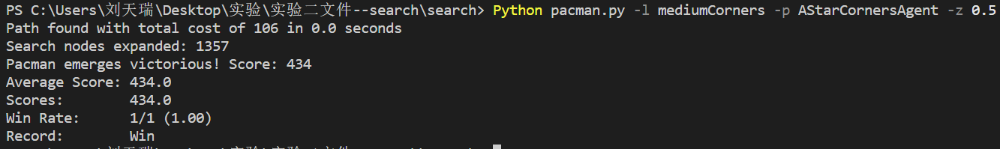 PS C:\Users\刘天瑞\Desktop\实验\实验二文件--search\search> Python pacman.py -l mediumCorners -p AStarCornersAgent -z 0.5
Path found with total cost of 106 in 0.0 seconds
Search nodes expanded: 1357
Pacman emerges victorious! Score: 434
Average Score: 434.0
Scores:        434.0
Win Rate:      1/1 (1.00)
Record:        Win